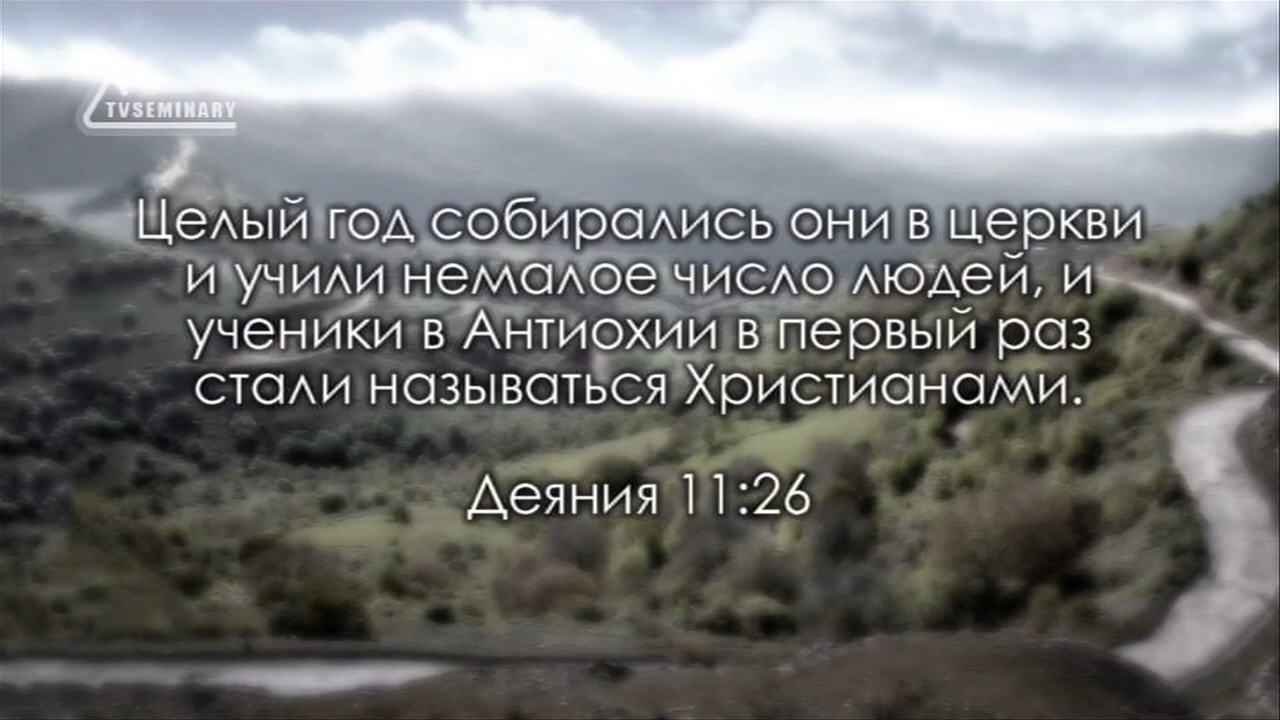 TVSEMINARY
Целый год собирались они в церкви
и учили немалое число людей, и
ученики в Антиохии в первый раз
стали называться Христианами.
Деяния 11:26